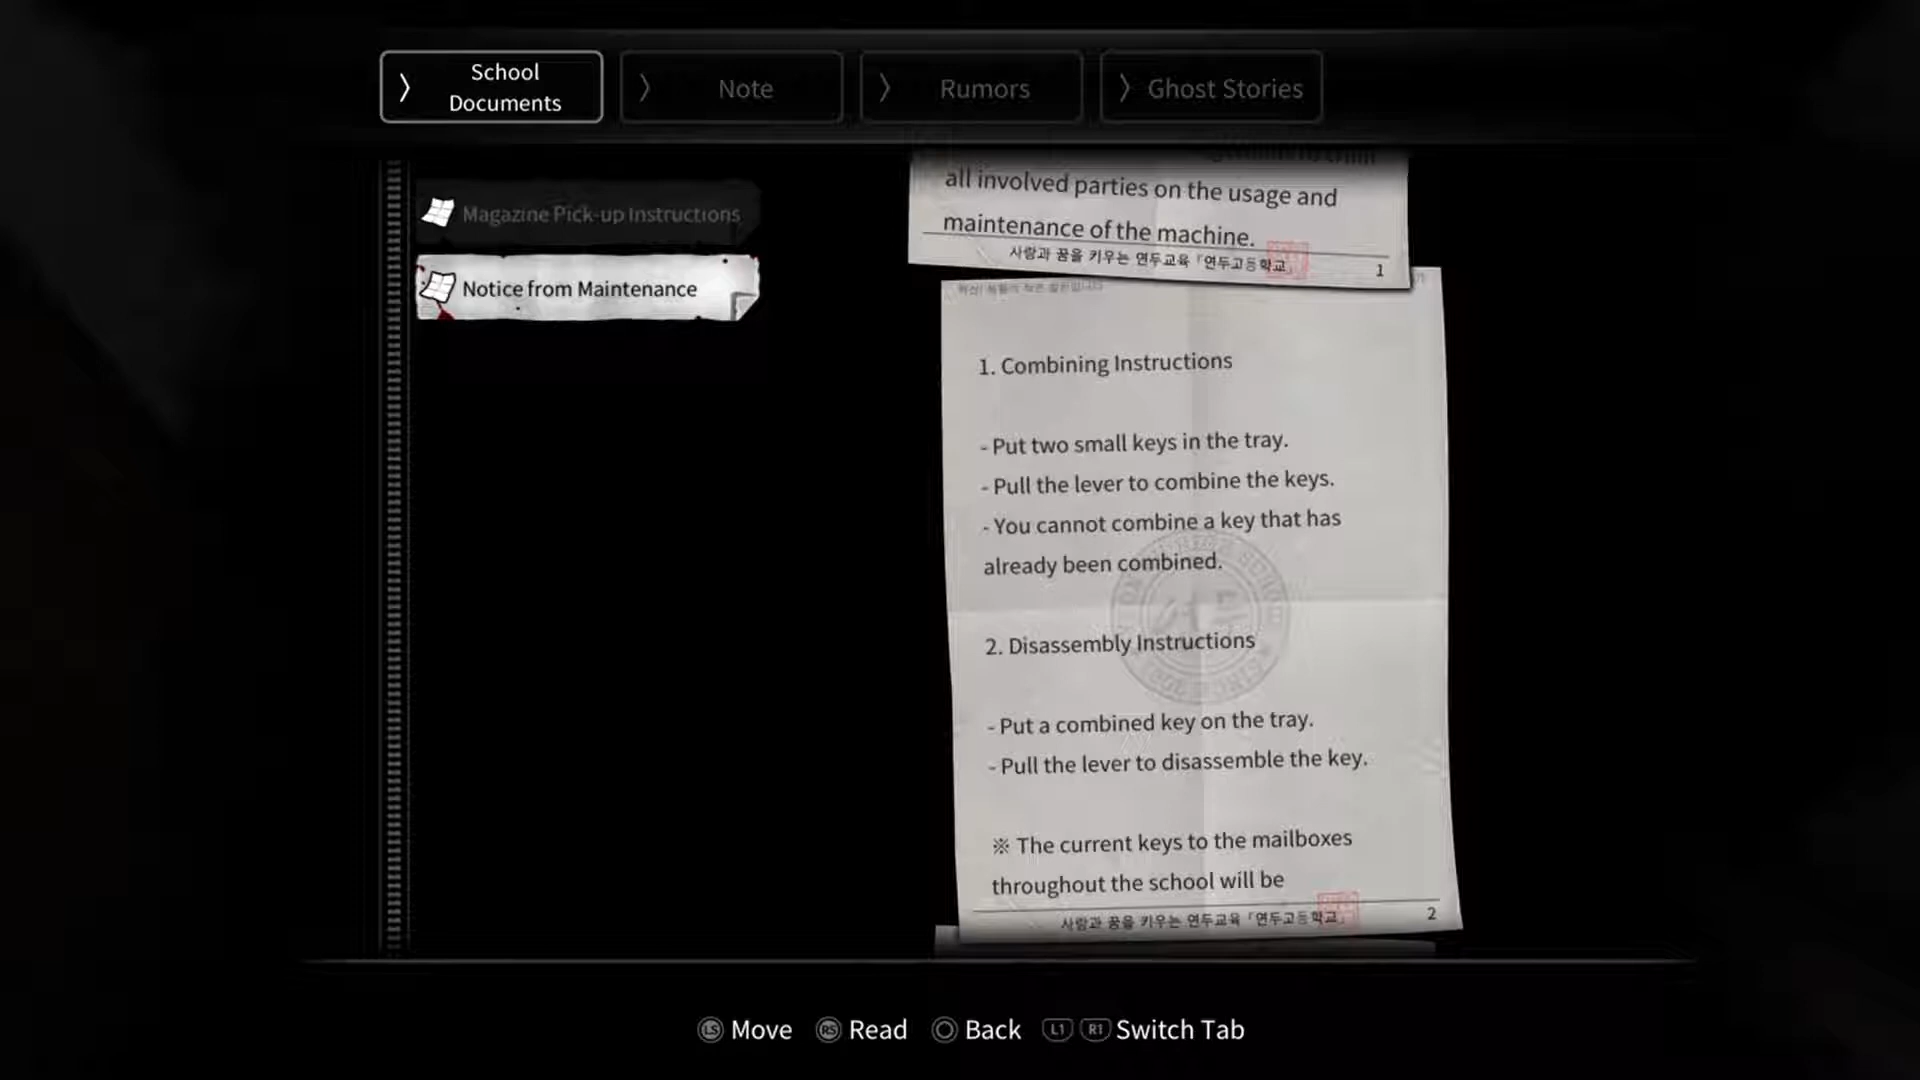 School
Documents
Note
Rumors
Ghost Stories
Magazine Pick-up Instructions
Notice from Maintenance
all involved parties on the usage and
maintenance of the machine.
사랑과 꿈을 키우는 연두교육 「연두고등학교」
1
1. Combining Instructions
- Put two small keys in the tray.
- Pull the lever to combine the keys.
- You cannot combine a key that has
already been combined.
2. Disassembly Instructions
- Put a combined key on the tray.
- Pull the lever to disassemble the key.
※ The current keys to the mailboxes
throughout the school will be
사랑과 꿈을 키우는 연두교육 「연두고등학교」
2
LS Move RS Read Back L1 R1 Switch Tab